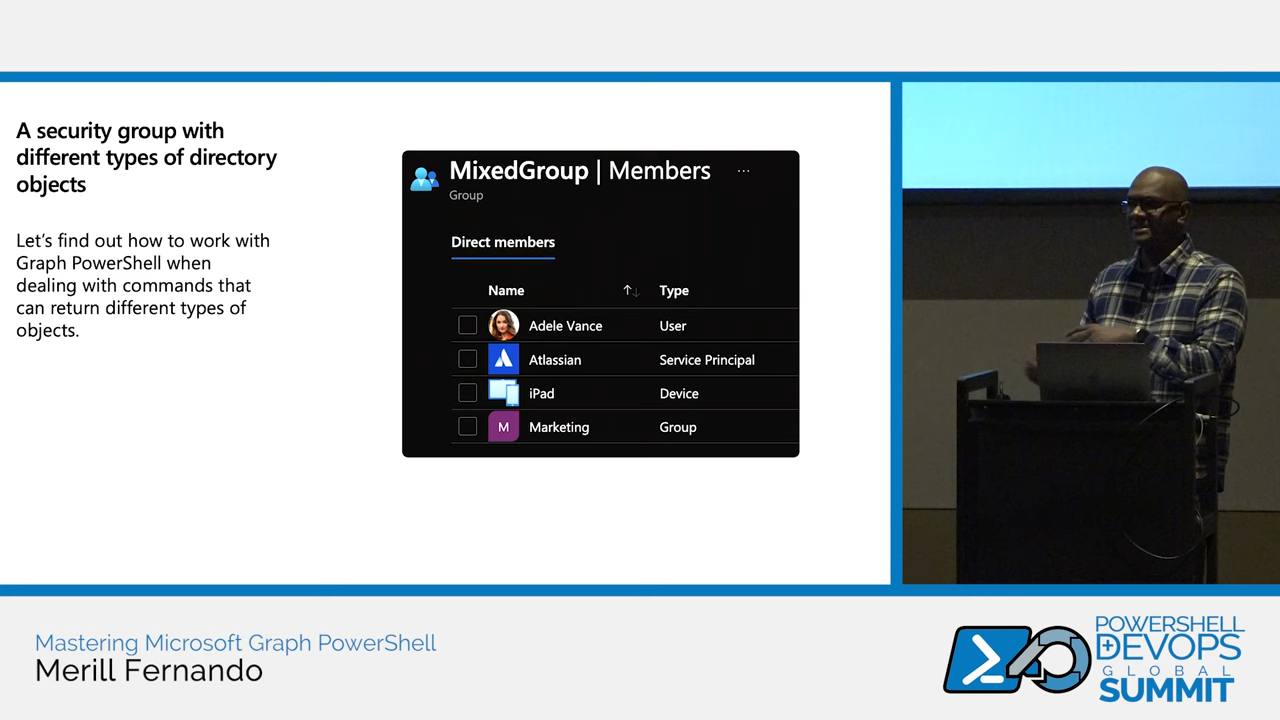 A security group with
different types of directory
objects
Let's find out how to work with
Graph PowerShell when
dealing with commands that
can return different types of
objects.
MixedGroup | Members ...
Group
Direct members
Name ↑↓ Type
Adele Vance User
Atlassian Service Principal
iPad Device
M Marketing Group
Mastering Microsoft Graph PowerShell
Merill Fernando
POWERSHELL
+DEVOPS
GLOBAL
SUMMIT